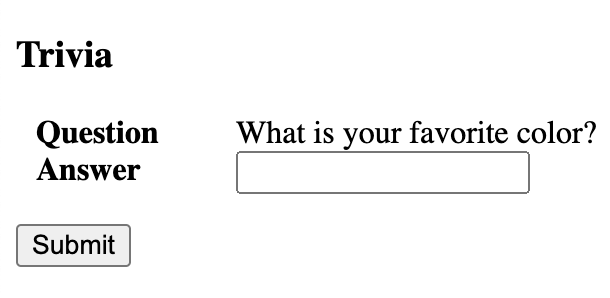 Trivia
Question What is your favorite color?
Answer
Submit